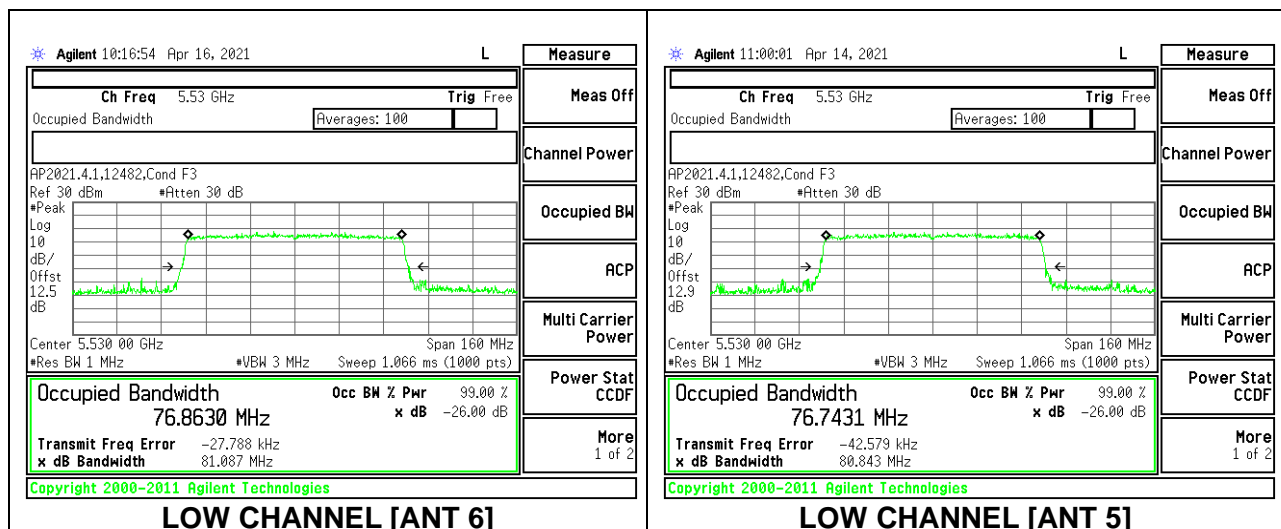 Agilent 10:16:54 Apr 16, 2021 L Measure
Ch Freq 5.53 GHz Trig Free
Occupied Bandwidth Averages: 100
AP2021.4.1,12482,Cond F3
Ref 30 dBm #Atten 30 dB
#Peak
Log
10
dB/
Offst
12.5
dB
Center 5.530 00 GHz Span 160 MHz
#Res BW 1 MHz #VBW 3 MHz Sweep 1.066 ms (1000 pts)
Occupied Bandwidth Occ BW % Pwr 99.00 %
76.8630 MHz x dB -26.00 dB
Transmit Freq Error -27.788 kHz
x dB Bandwidth 81.087 MHz
Copyright 2000-2011 Agilent Technologies
Meas Off
Channel Power
Occupied BW
ACP
Multi Carrier
Power
Power Stat
CCDF
More
1 of 2
LOW CHANNEL [ANT 6]
Agilent 11:00:01 Apr 14, 2021 L Measure
Ch Freq 5.53 GHz Trig Free
Occupied Bandwidth Averages: 100
AP2021.4.1,12482,Cond F3
Ref 30 dBm #Atten 30 dB
#Peak
Log
10
dB/
Offst
12.9
dB
Center 5.530 00 GHz Span 160 MHz
#Res BW 1 MHz #VBW 3 MHz Sweep 1.066 ms (1000 pts)
Occupied Bandwidth Occ BW % Pwr 99.00 %
76.7431 MHz x dB -26.00 dB
Transmit Freq Error -42.579 kHz
x dB Bandwidth 80.843 MHz
Copyright 2000-2011 Agilent Technologies
Meas Off
Channel Power
Occupied BW
ACP
Multi Carrier
Power
Power Stat
CCDF
More
1 of 2
LOW CHANNEL [ANT 5]